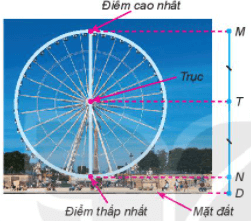 Điểm cao nhất
M
Trục
T
N
D
Điểm thấp nhất
Mặt đất